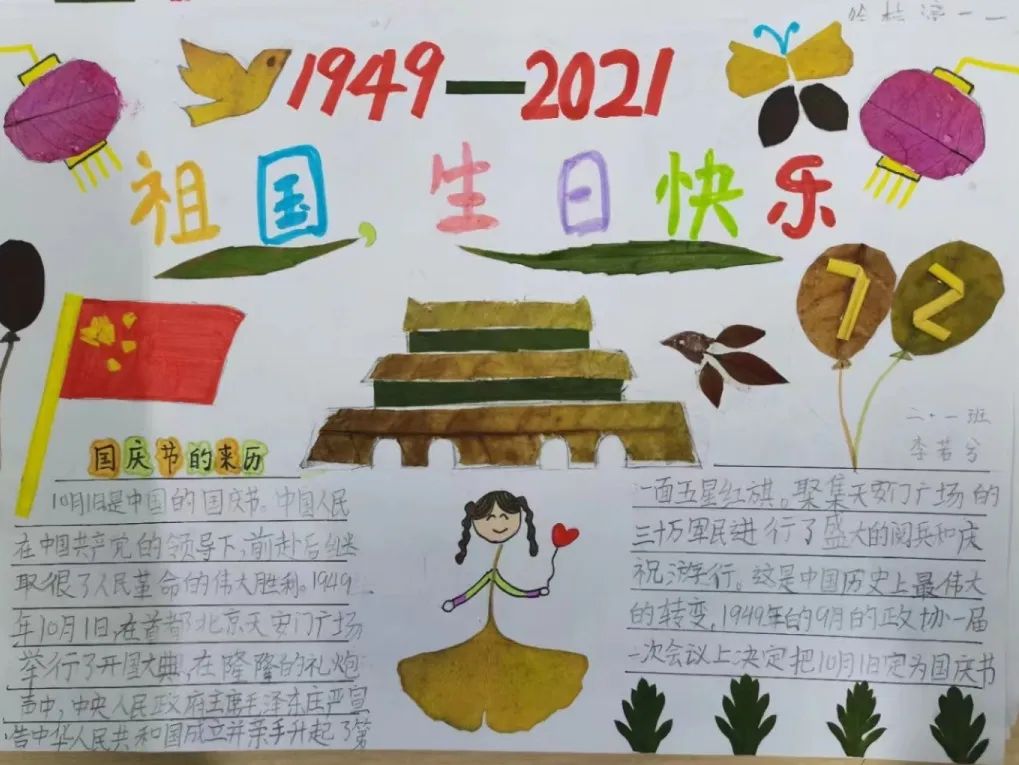 1949—2021
祖国,生日快乐
72
二·一班
李若兮
国庆节的来历
10月1日是中国的国庆节。中国人民
在中国共产党的领导下,前赴后继
取很了人民革命的伟大胜利。1949
年10月1日,在首都北京天安门广场
举行了开国大典,在隆隆的礼炮
声中,中央人民政府主席毛泽东庄严宣
告中华人民共和国成立并亲手升起了第
一面五星红旗。聚集天安门广场的
三十万军民进行了盛大的阅兵和庆
祝游行。这是中国历史上最伟大
的转变,1949年的9月的政协一届
一次会议上决定把10月1日定为国庆节